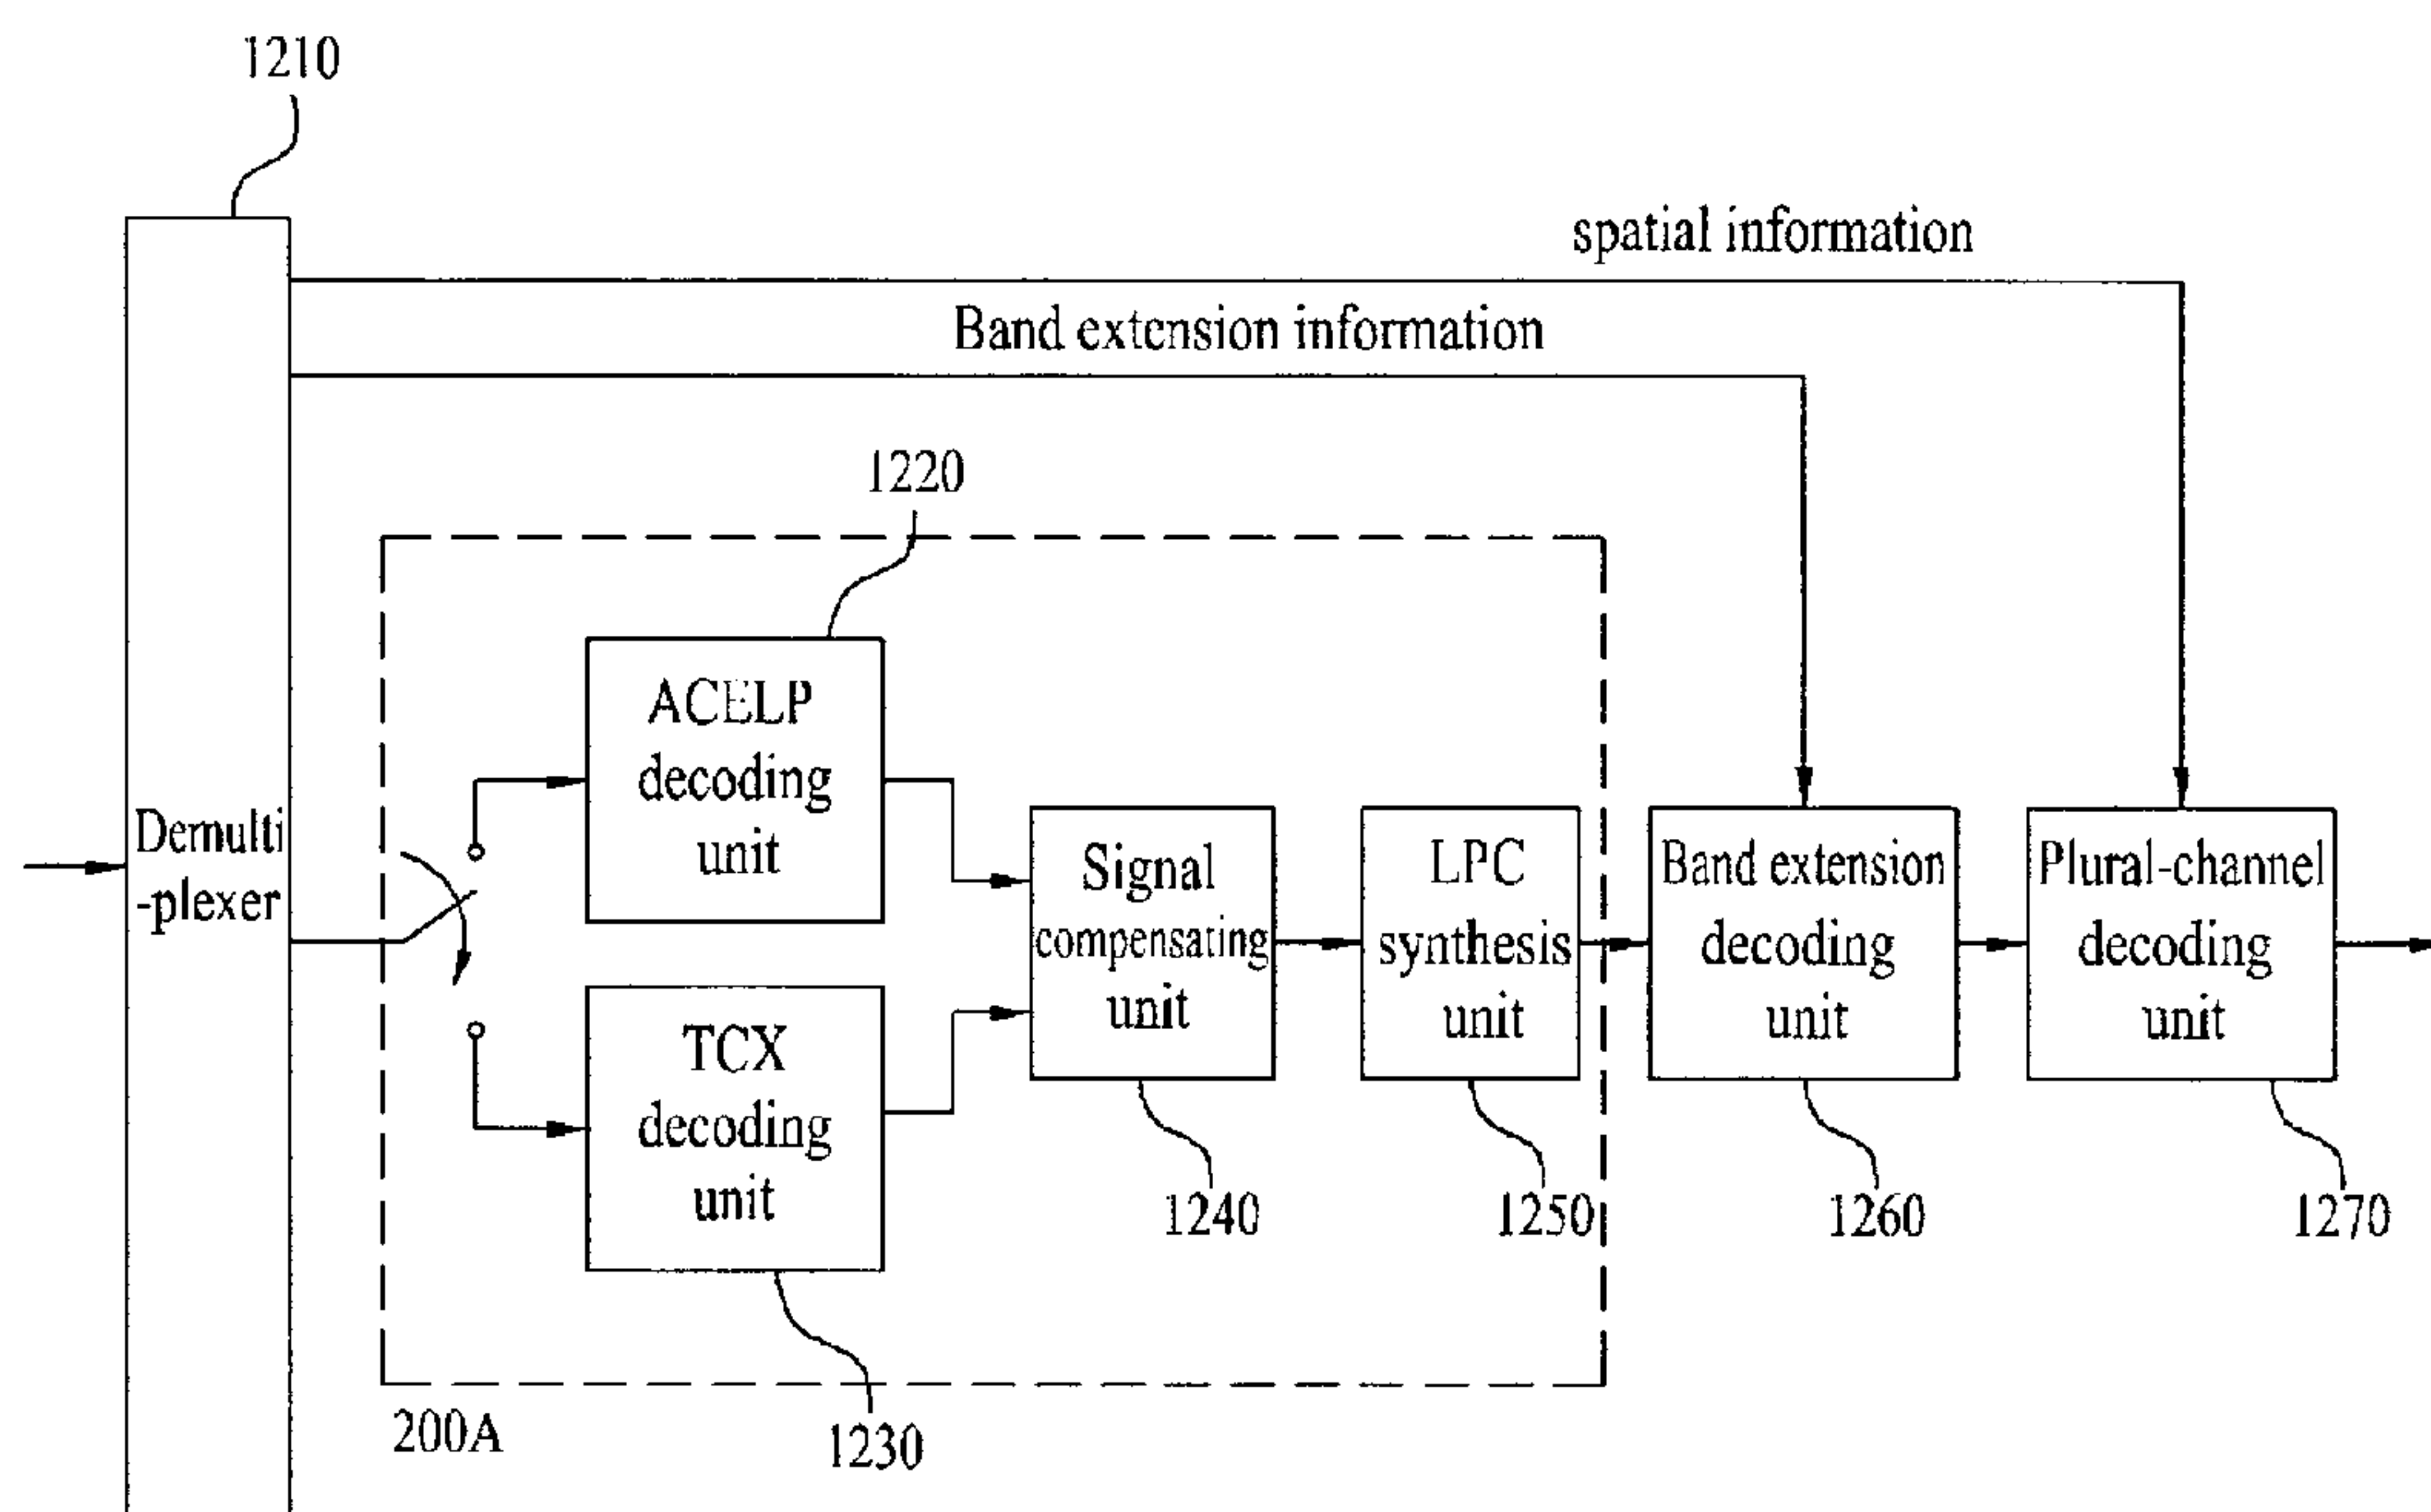 1210
spatial information
Band extension information
1220
ACELP
decoding
unit
Demulti
-plexer
Signal
compensating
unit
LPC
synthesis
unit
Band extension
decoding
unit
Plural-channel
decoding
unit
TCX
decoding
unit
1240
1250
1260
1270
200A
1230